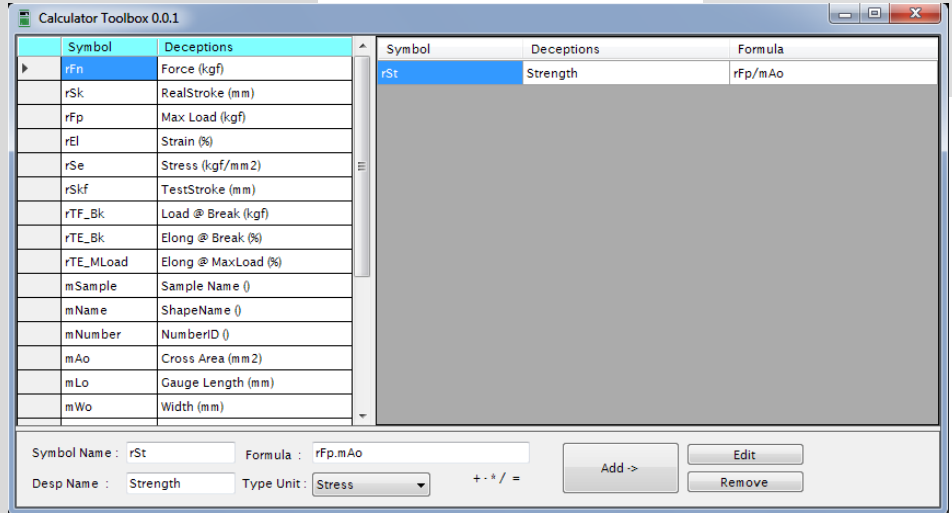 Calculator Toolbox 0.0.1
Symbol Deceptions
rFn Force (kgf)
rSk RealStroke (mm)
rFp Max Load (kgf)
rEl Strain (%)
rSe Stress (kgf/mm2)
rSkf TestStroke (mm)
rTF_Bk Load @ Break (kgf)
rTE_Bk Elong @ Break (%)
rTE_MLoad Elong @ MaxLoad (%)
mSample Sample Name ()
mName ShapeName ()
mNumber NumberID ()
mAo Cross Area (mm2)
mLo Gauge Length (mm)
mWo Width (mm)
Symbol Deceptions Formula
rSt Strength rFp/mAo
Symbol Name : rSt Formula : rFp.mAo
Desp Name : Strength Type Unit : Stress + - * / =
Add ->
Edit
Remove